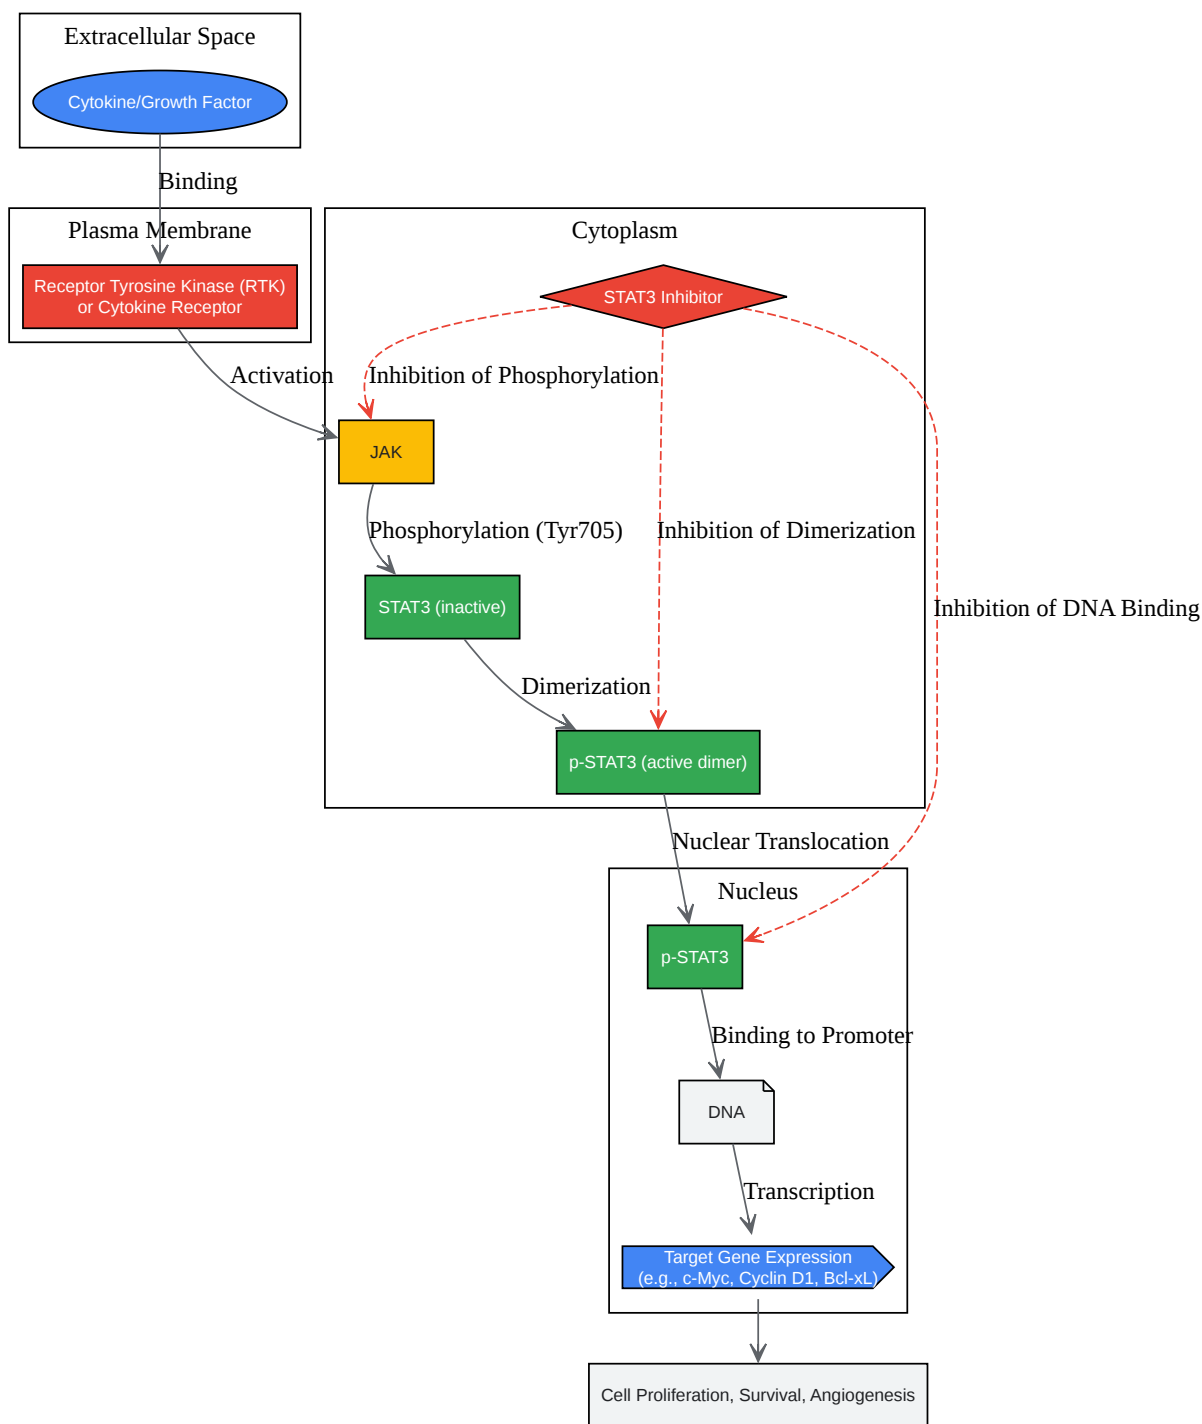 Extracellular Space
Cytokine/Growth Factor
Binding
Plasma Membrane
Receptor Tyrosine Kinase (RTK)
or Cytokine Receptor
Cytoplasm
STAT3 Inhibitor
Activation
Inhibition of Phosphorylation
JAK
Phosphorylation (Tyr705)
Inhibition of Dimerization
STAT3 (inactive)
Inhibition of DNA Binding
Dimerization
p-STAT3 (active dimer)
Nuclear Translocation
Nucleus
p-STAT3
Binding to Promoter
DNA
Transcription
Target Gene Expression
(e.g., c-Myc, Cyclin D1, Bcl-xL)
Cell Proliferation, Survival, Angiogenesis